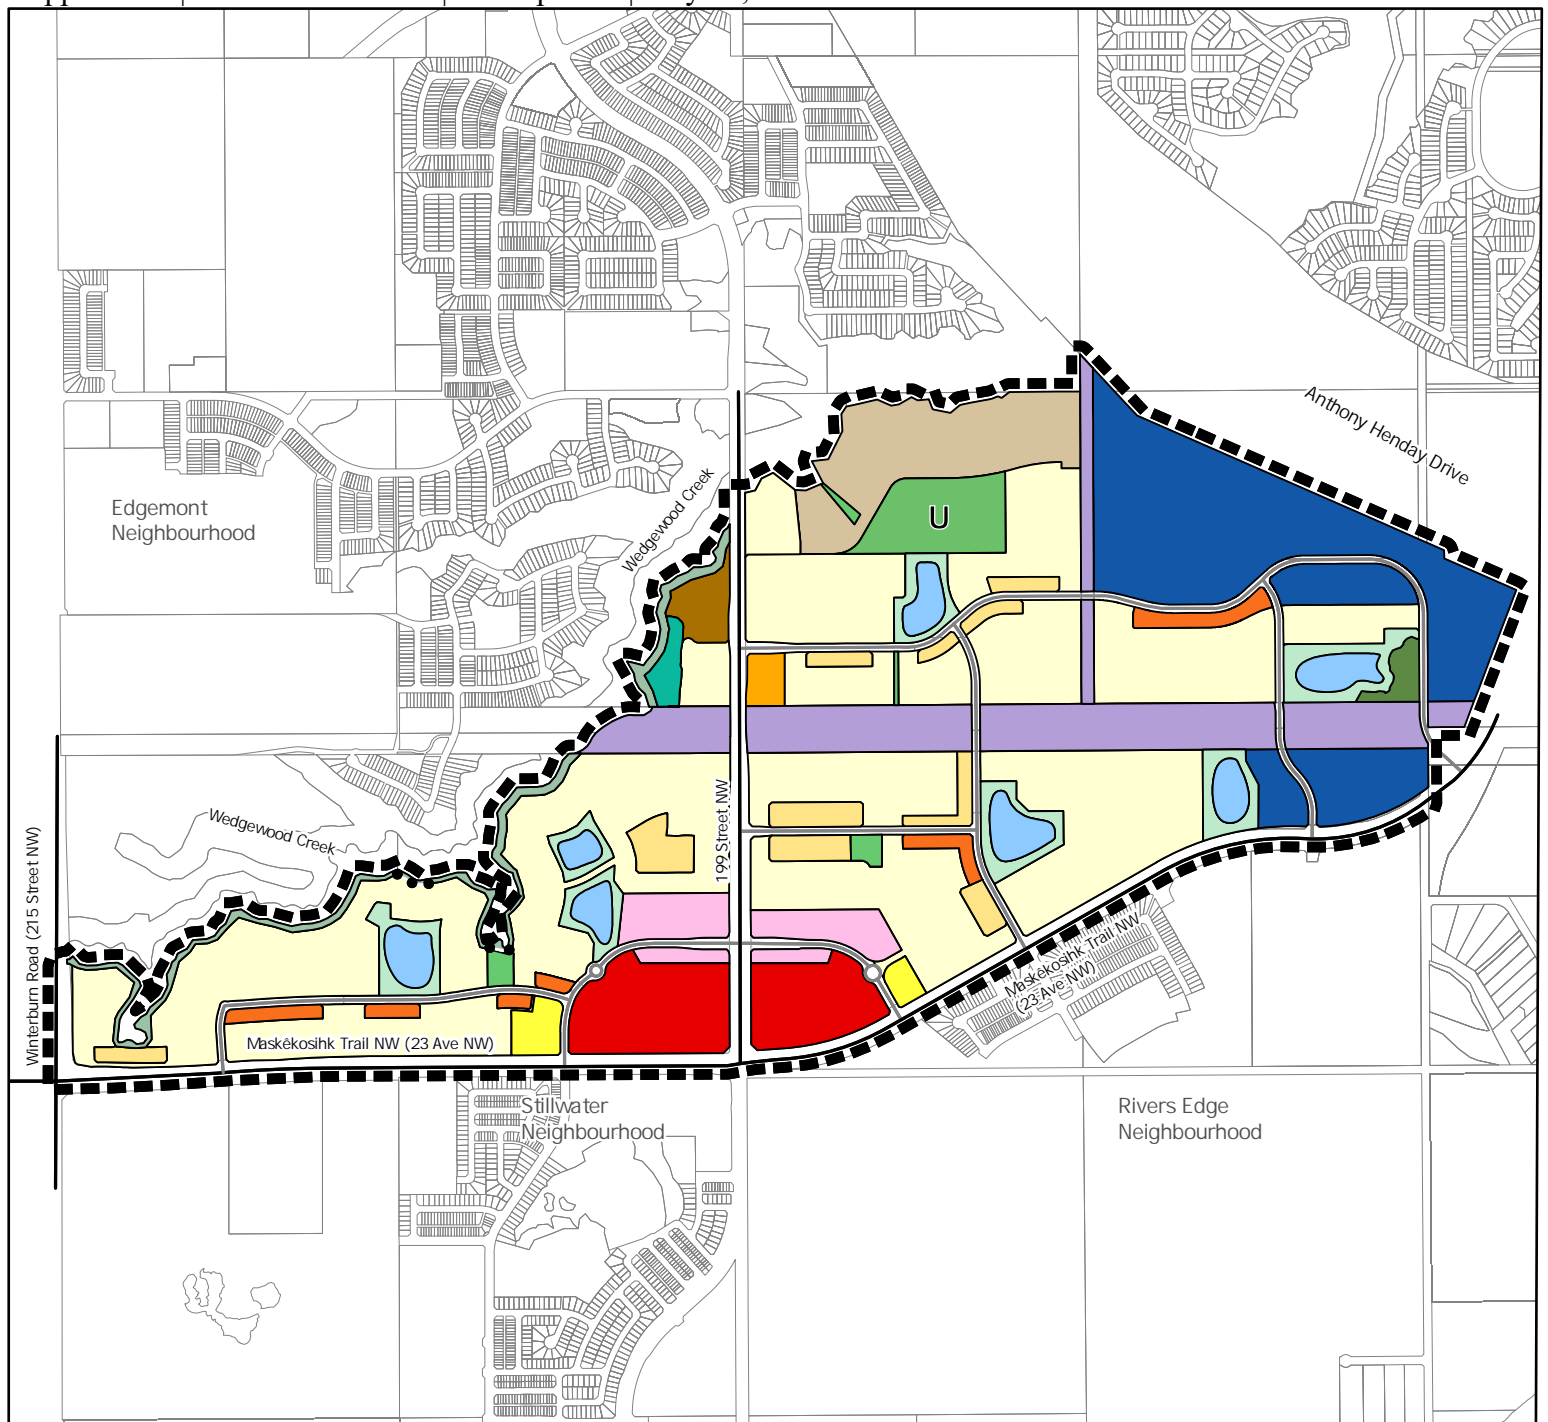 Anthony Henday Drive
Edgemont
Neighbourhood
Wedgewood Creek
U
Wedgewood Creek
199 Street NW
Winterburn Road (215 Street NW)
Maskêkosihk Trail NW
(23 Ave NW)
Maskêkosihk Trail NW (23 Ave NW)
Stillwater
Neighbourhood
Rivers Edge
Neighbourhood